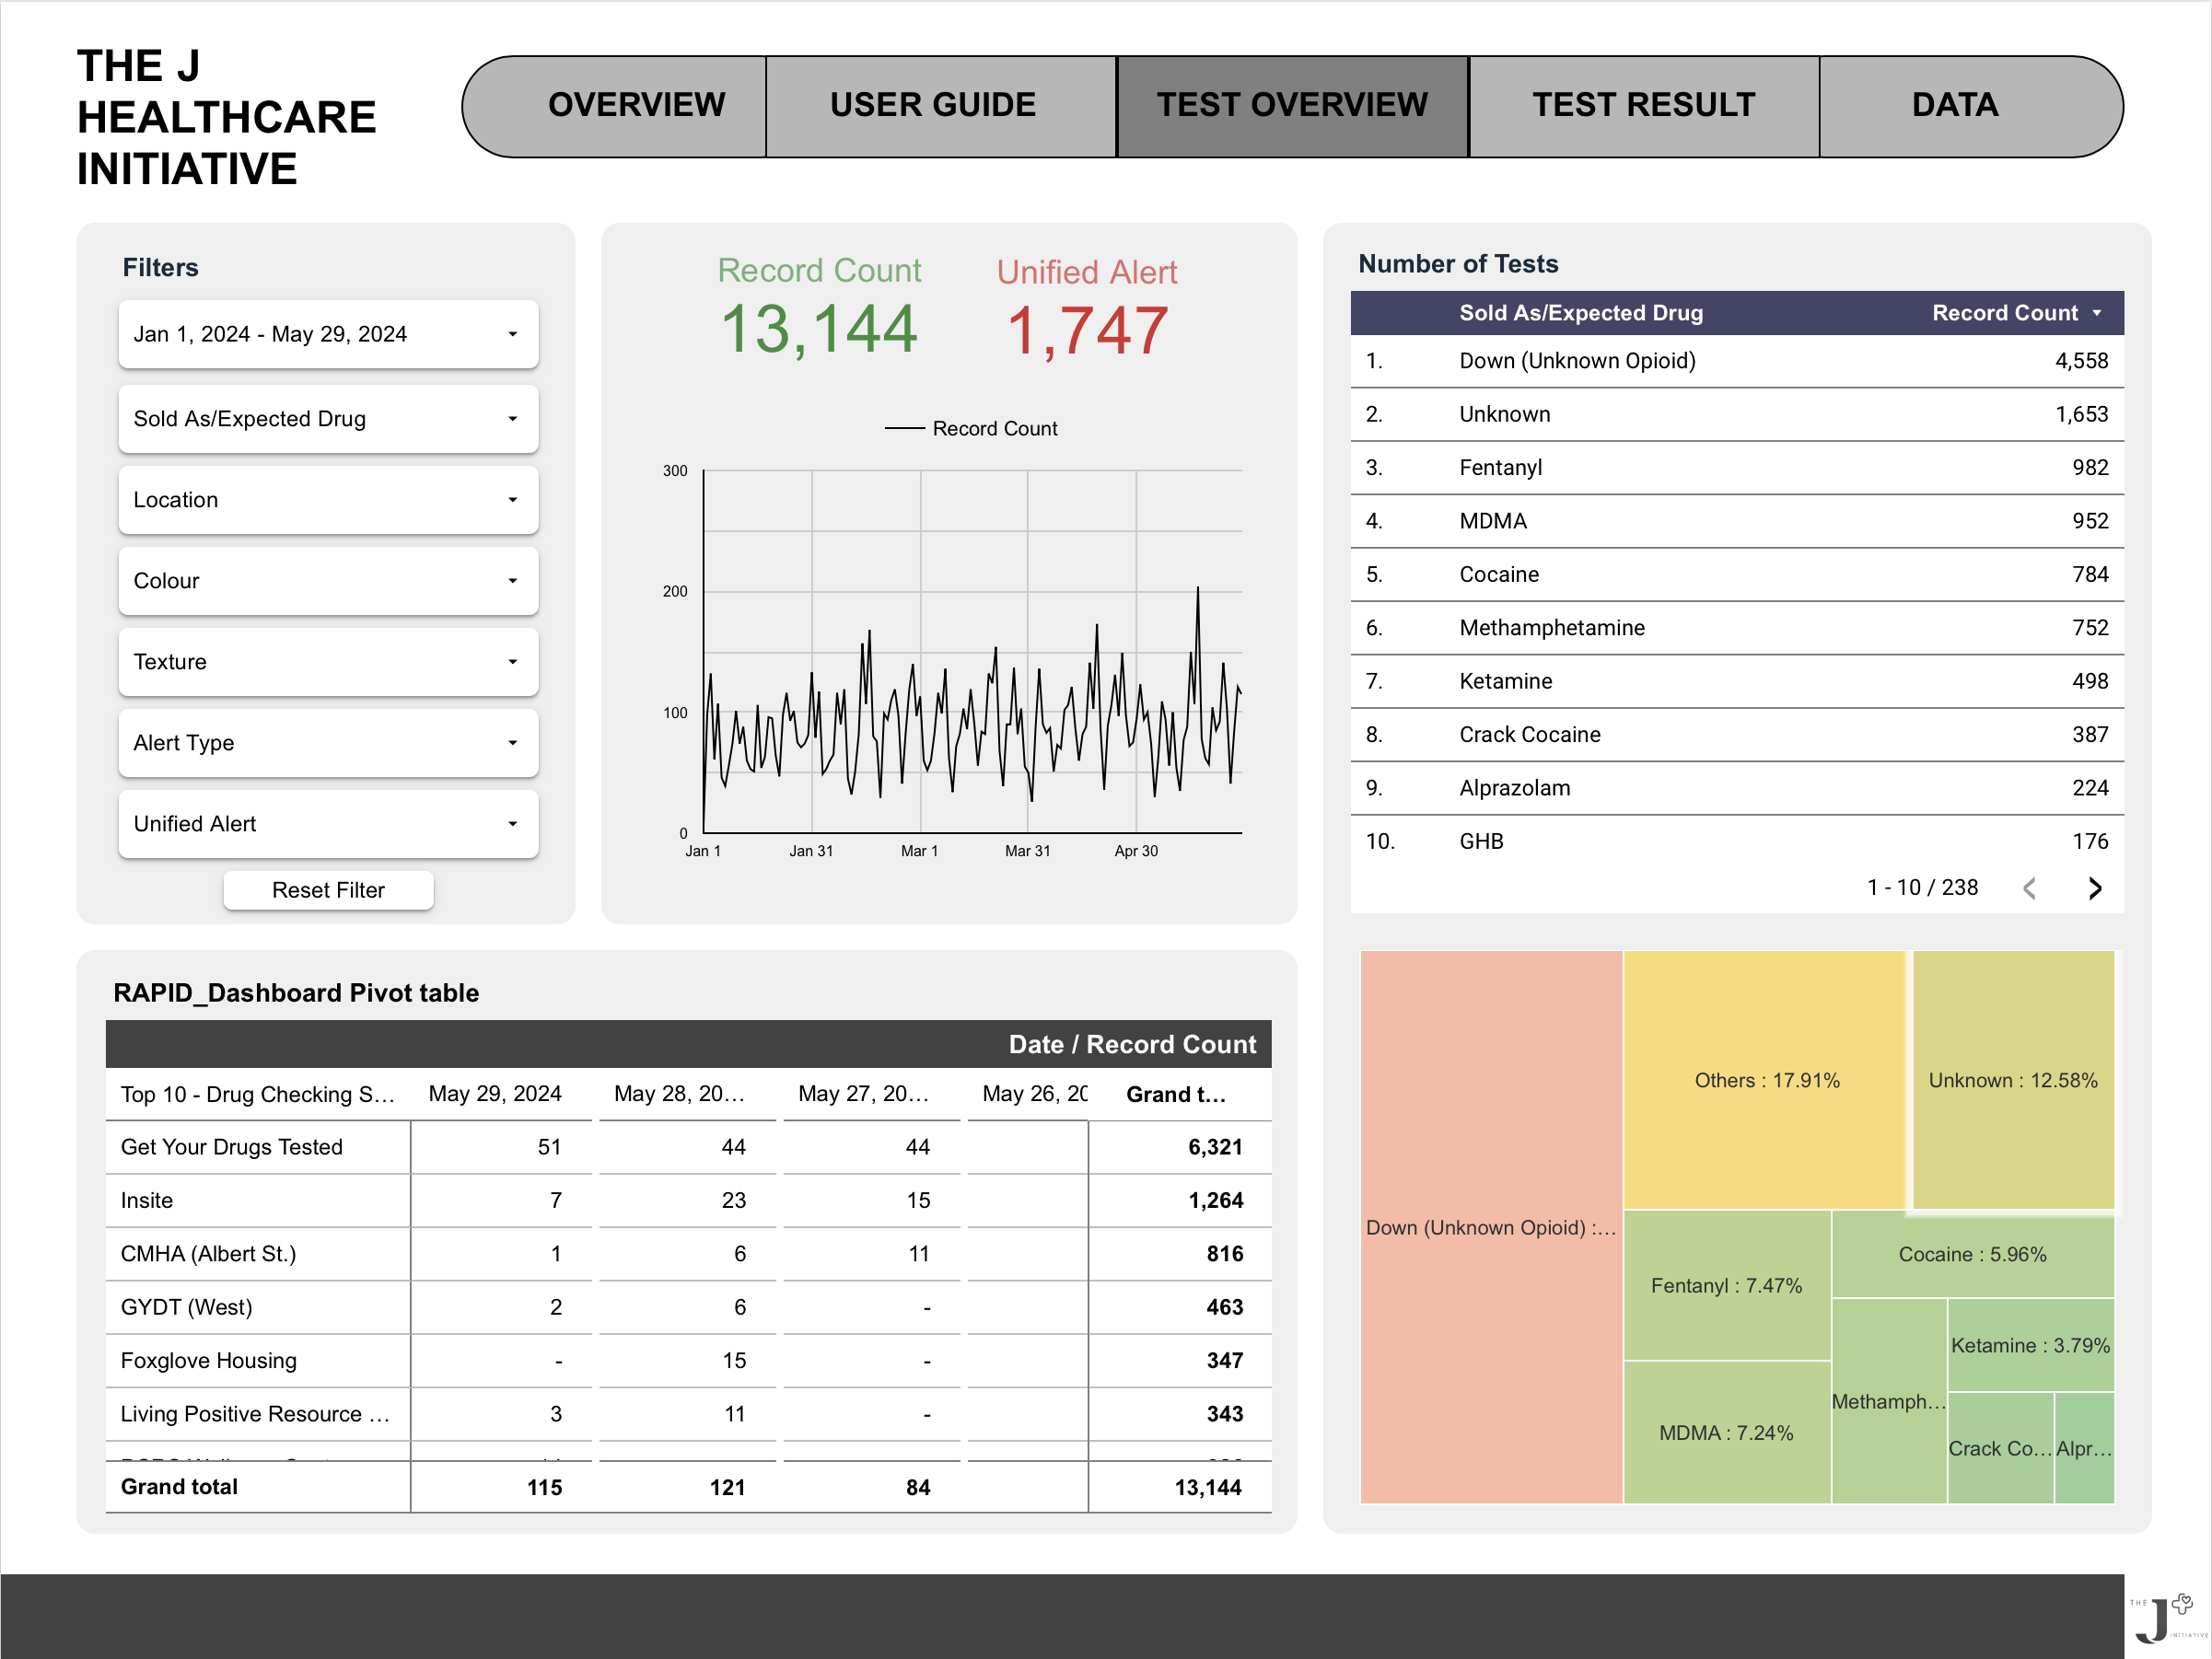 THE J
HEALTHCARE
INITIATIVE
OVERVIEW USER GUIDE TEST OVERVIEW TEST RESULT DATA
Filters
Jan 1, 2024 - May 29, 2024
Sold As/Expected Drug
Location
Colour
Texture
Alert Type
Unified Alert
Reset Filter
Record Count Unified Alert
13,144 1,747
Record Count
300
200
100
0
Jan 1 Jan 31 Mar 1 Mar 31 Apr 30
Number of Tests
Sold As/Expected Drug Record Count
1. Down (Unknown Opioid) 4,558
2. Unknown 1,653
3. Fentanyl 982
4. MDMA 952
5. Cocaine 784
6. Methamphetamine 752
7. Ketamine 498
8. Crack Cocaine 387
9. Alprazolam 224
10. GHB 176
1 - 10 / 238
RAPID_Dashboard Pivot table
Date / Record Count
Top 10 - Drug Checking S... May 29, 2024 May 28, 20... May 27, 20... May 26, 20 Grand t...
Get Your Drugs Tested 51 44 44 6,321
Insite 7 23 15 1,264
CMHA (Albert St.) 1 6 11 816
GYDT (West) 2 6 - 463
Foxglove Housing - 15 - 347
Living Positive Resource ... 3 11 - 343
Grand total 115 121 84 13,144
Down (Unknown Opioid) :...
Others : 17.91%
Unknown : 12.58%
Fentanyl : 7.47%
Cocaine : 5.96%
Ketamine : 3.79%
MDMA : 7.24%
Methamph...
Crack Co...
Alpr...
THE
J
INITIATIVE